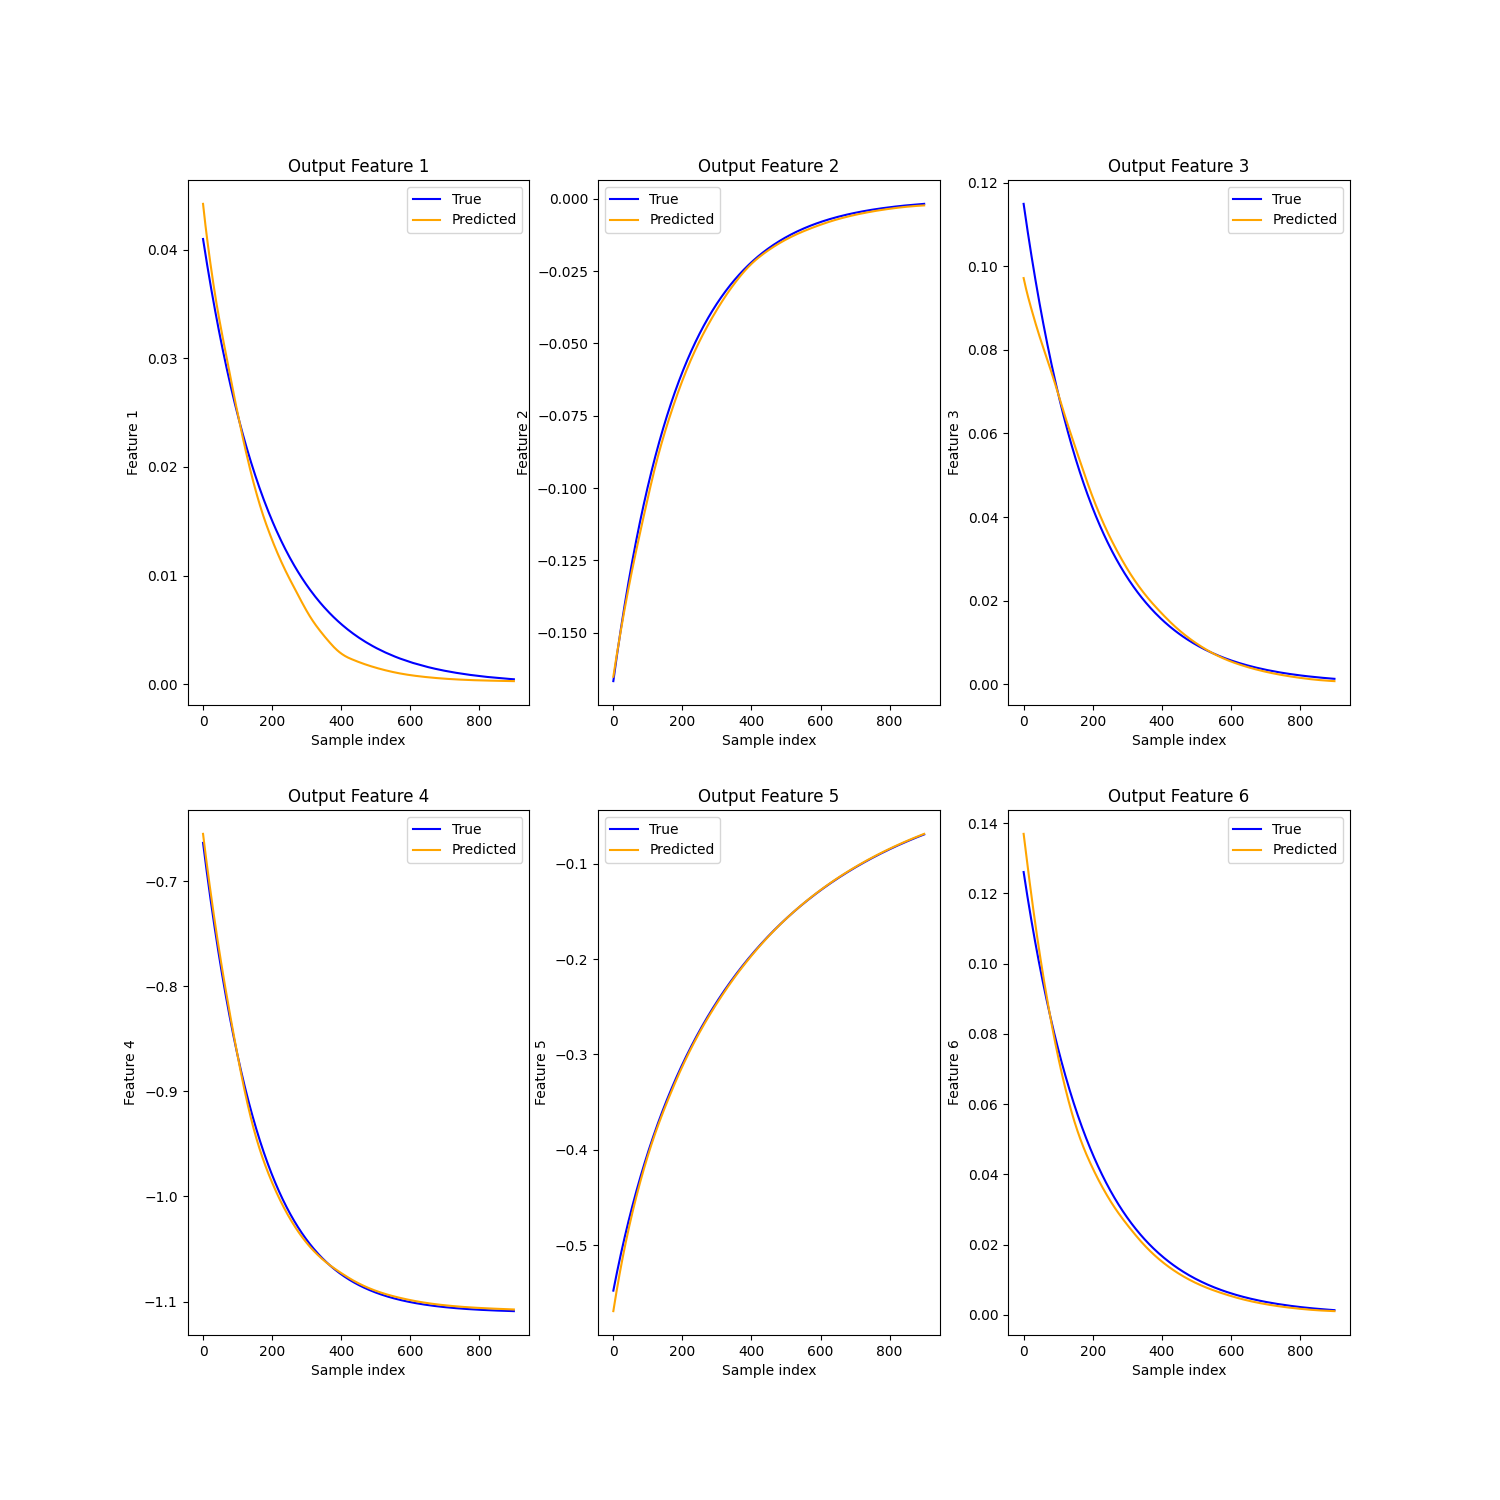 Output Feature 1
True
Predicted
0.04
0.03
0.02
0.01
0.00
Feature 1
0 200 400 600 800
Sample index
Output Feature 2
True
Predicted
0.000
−0.025
−0.050
−0.075
−0.100
−0.125
−0.150
Feature 2
0 200 400 600 800
Sample index
Output Feature 3
True
Predicted
0.12
0.10
0.08
0.06
0.04
0.02
0.00
Feature 3
0 200 400 600 800
Sample index
Output Feature 4
True
Predicted
−0.7
−0.8
−0.9
−1.0
−1.1
Feature 4
0 200 400 600 800
Sample index
Output Feature 5
True
Predicted
−0.1
−0.2
−0.3
−0.4
−0.5
Feature 5
0 200 400 600 800
Sample index
Output Feature 6
True
Predicted
0.14
0.12
0.10
0.08
0.06
0.04
0.02
0.00
Feature 6
0 200 400 600 800
Sample index